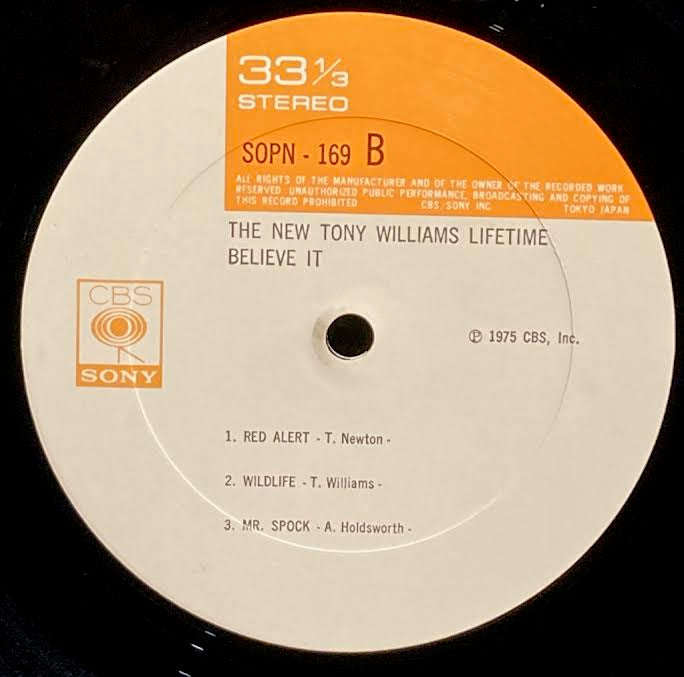 33 1/3
STEREO
SOPN - 169 B
ALL RIGHTS OF THE MANUFACTURER AND OF THE OWNER OF THE RECORDED WORK
RESERVED. UNAUTHORIZED PUBLIC PERFORMANCE, BROADCASTING AND COPYING OF
THIS RECORD PROHIBITED CBS/SONY INC. TOKYO JAPAN
THE NEW TONY WILLIAMS LIFETIME
BELIEVE IT
CBS
SONY
℗ 1975 CBS, Inc.
1. RED ALERT - T. Newton -
2. WILDLIFE - T. Williams -
3. MR. SPOCK - A. Holdsworth -